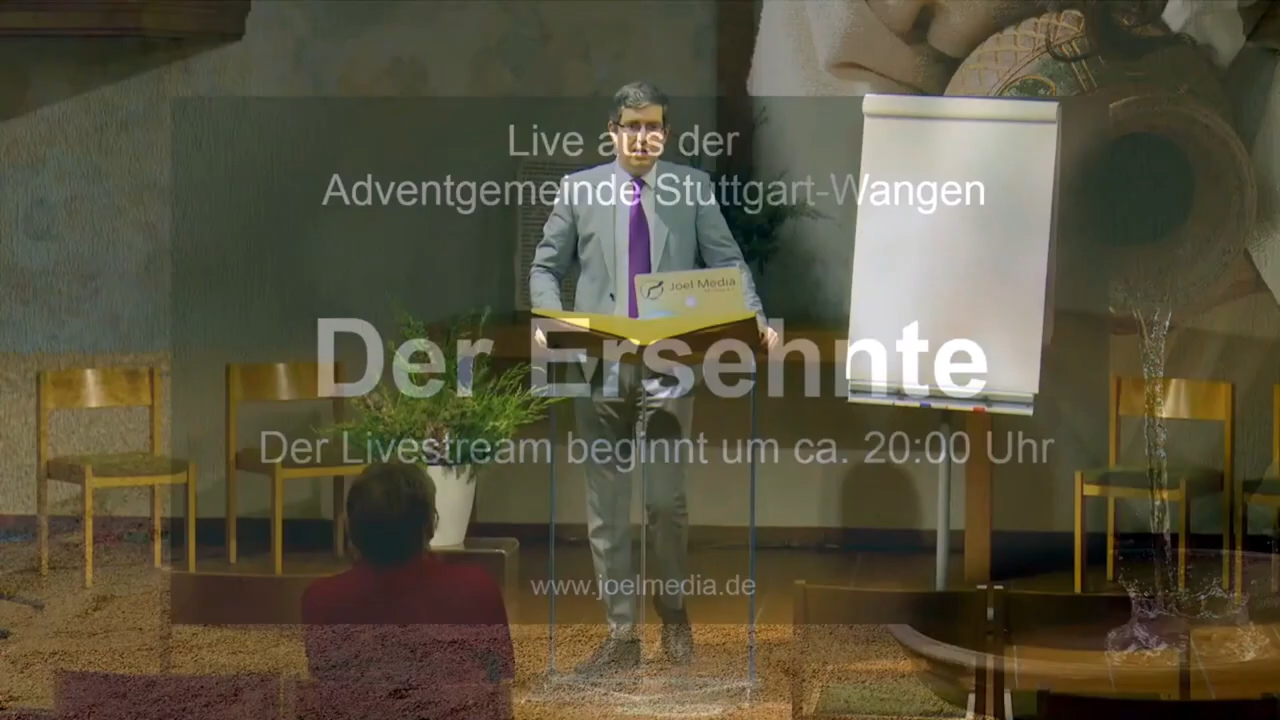 Live aus der
Adventgemeinde Stuttgart-Wangen
Joel Media
Der Ersehnte
Der Livestream beginnt um ca. 20:00 Uhr
www.joelmedia.de